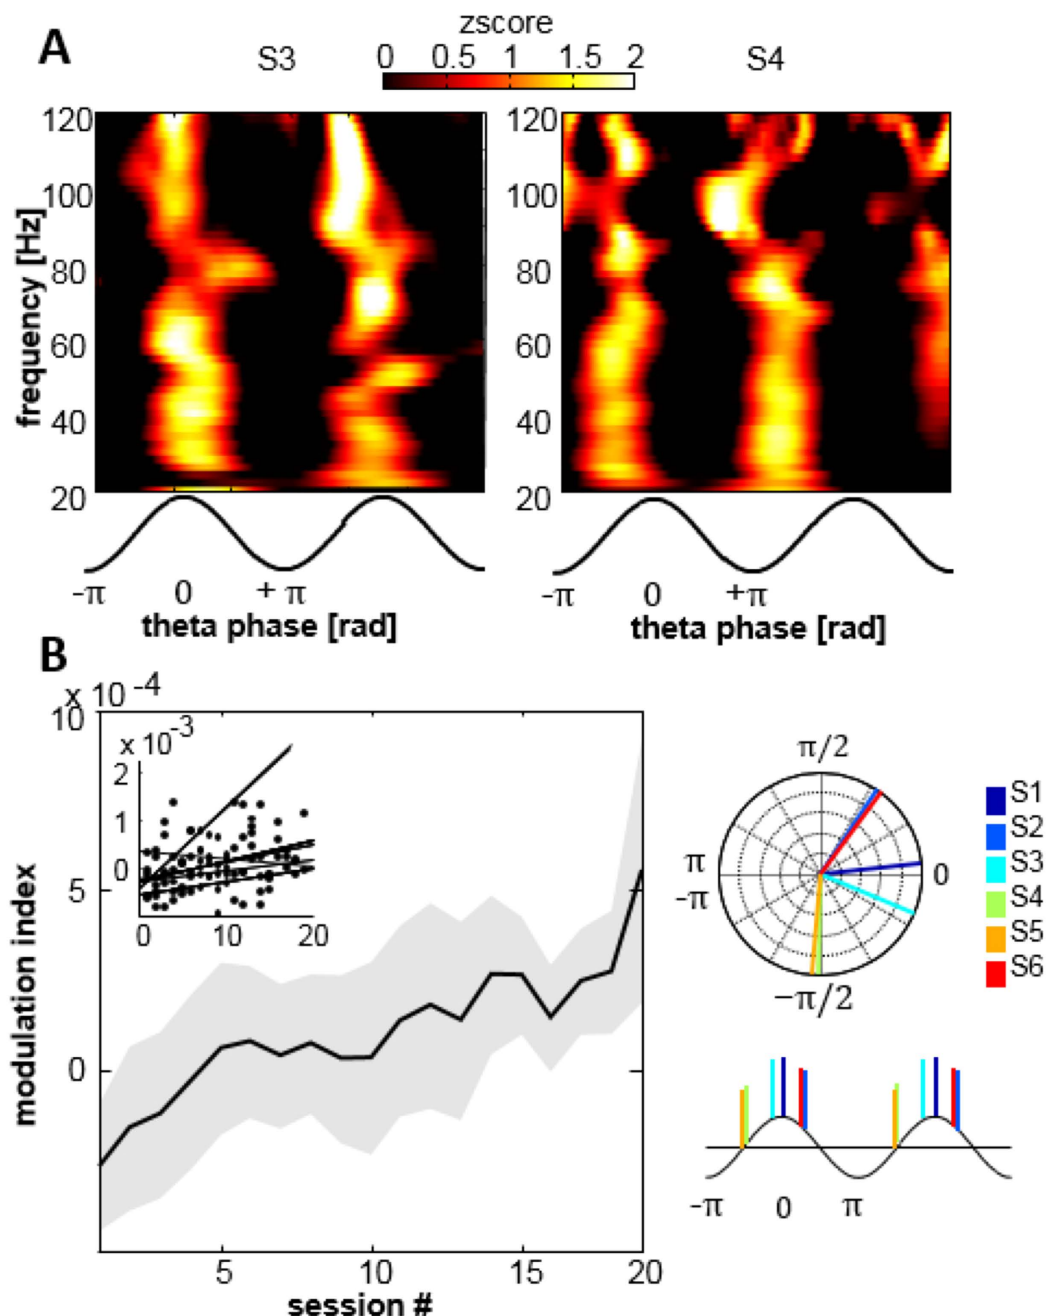 A
zscore
S3 0 0.5 1 1.5 2 S4
120 120
100 100
80 80
60 60
40 40
20 20
frequency [Hz]
-π 0 + π -π 0 +π
theta phase [rad] theta phase [rad]
B
x 10 -4
10
5
0
modulation index
5 10 15 20
session #
x 10 -3
2
1
0
0 10 20
π/2
π
-π
0
−π/2
S1
S2
S3
S4
S5
S6
-π 0 π